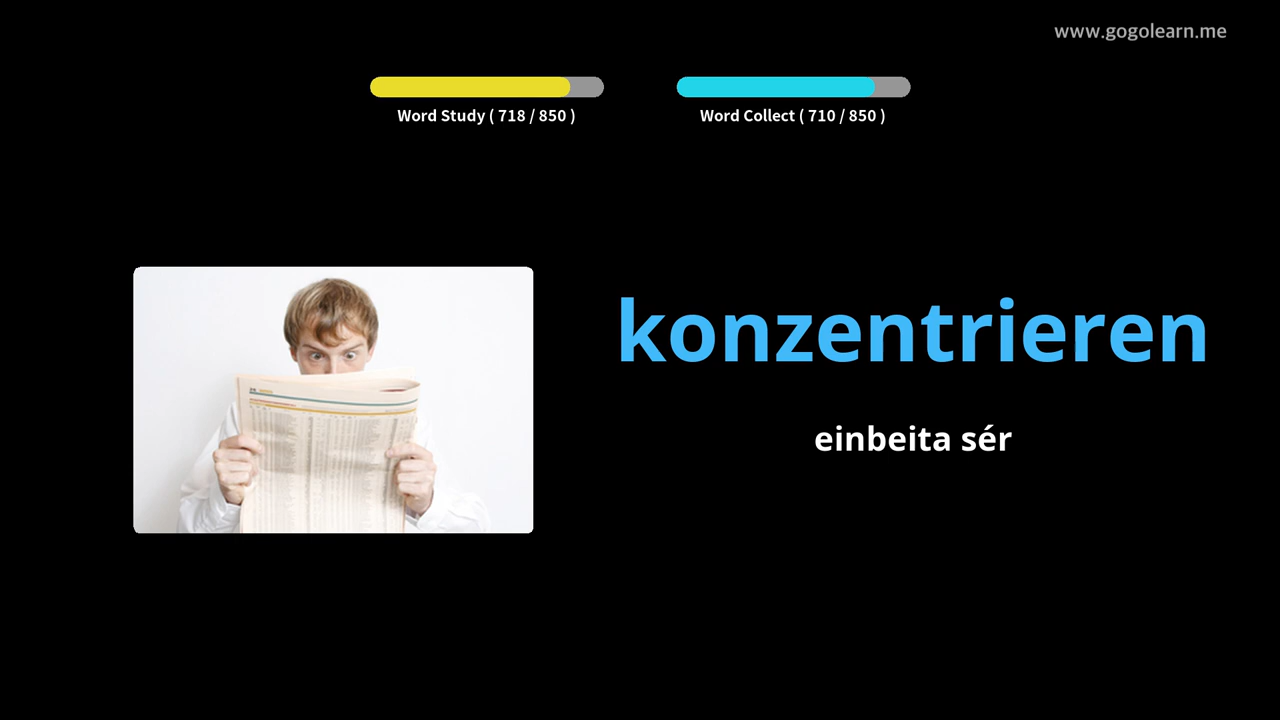 www.gogolearn.me
Word Study ( 718 / 850 )
Word Collect ( 710 / 850 )
konzentrieren
einbeita sér